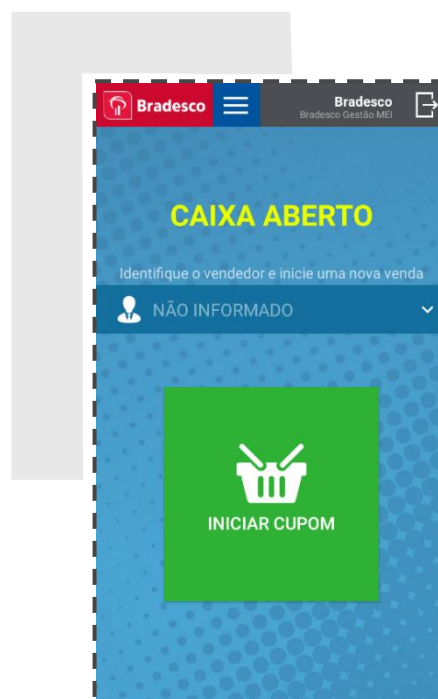 Bradesco
Bradesco
Bradesco Gestão MEI
CAIXA ABERTO
Identifique o vendedor e inicie uma nova venda
NÃO INFORMADO
INICIAR CUPOM